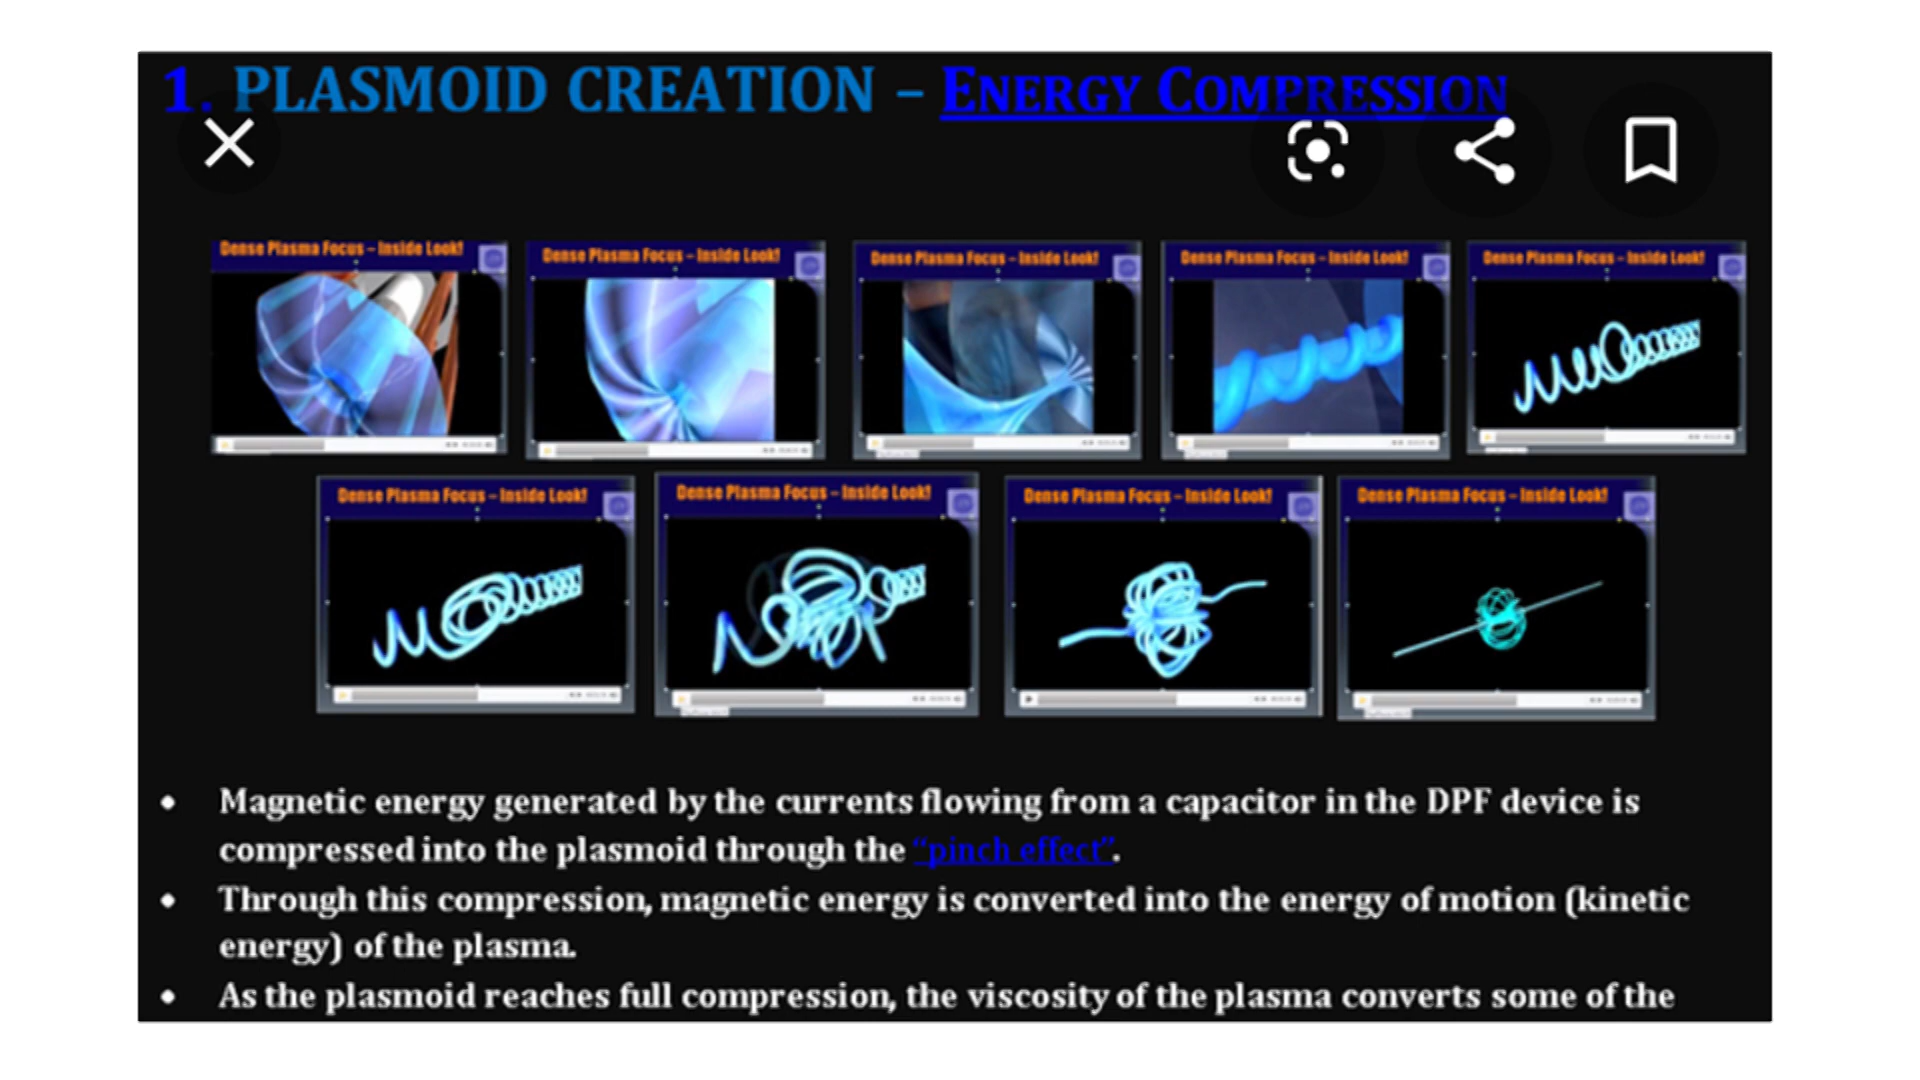 1. PLASMOID CREATION – ENERGY COMPRESSION
Dense Plasma Focus – Inside Look!
Dense Plasma Focus – Inside Look!
Dense Plasma Focus – Inside Look!
Dense Plasma Focus – Inside Look!
Dense Plasma Focus – Inside Look!
Dense Plasma Focus – Inside Look!
Dense Plasma Focus – Inside Look!
Dense Plasma Focus – Inside Look!
Dense Plasma Focus – Inside Look!
• Magnetic energy generated by the currents flowing from a capacitor in the DPF device is
compressed into the plasmoid through the “pinch effect”.
• Through this compression, magnetic energy is converted into the energy of motion (kinetic
energy) of the plasma.
• As the plasmoid reaches full compression, the viscosity of the plasma converts some of the